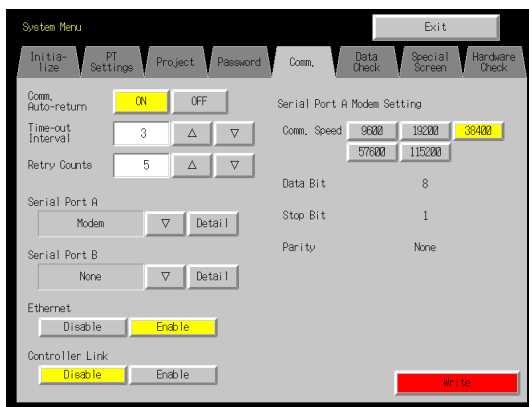 System Menu
Exit
Initia-
lize
PT
Settings
Project
Password
Comm.
Data
Check
Special
Screen
Hardware
Check
Comm.
Auto-return
ON
OFF
Time-out
Interval
3
△
▽
Retry Counts
5
△
▽
Serial Port A
Modem
▽
Detail
Serial Port B
None
▽
Detail
Ethernet
Disable
Enable
Controller Link
Disable
Enable
Serial Port A Modem Setting
Comm. Speed
9600
19200
38400
57600
115200
Data Bit
8
Stop Bit
1
Parity
None
Write